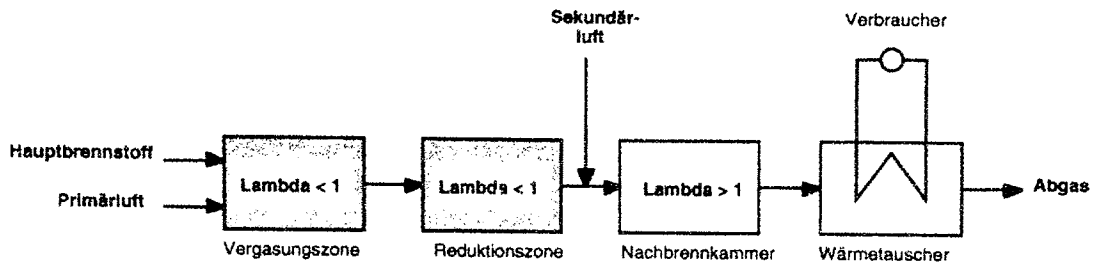 Sekundär-
luft
Verbraucher
Hauptbrennstoff
Primärluft
Lambda < 1
Lambda < 1
Lambda > 1
Abgas
Vergasungszone
Reduktionszone
Nachbrennkammer
Wärmetauscher